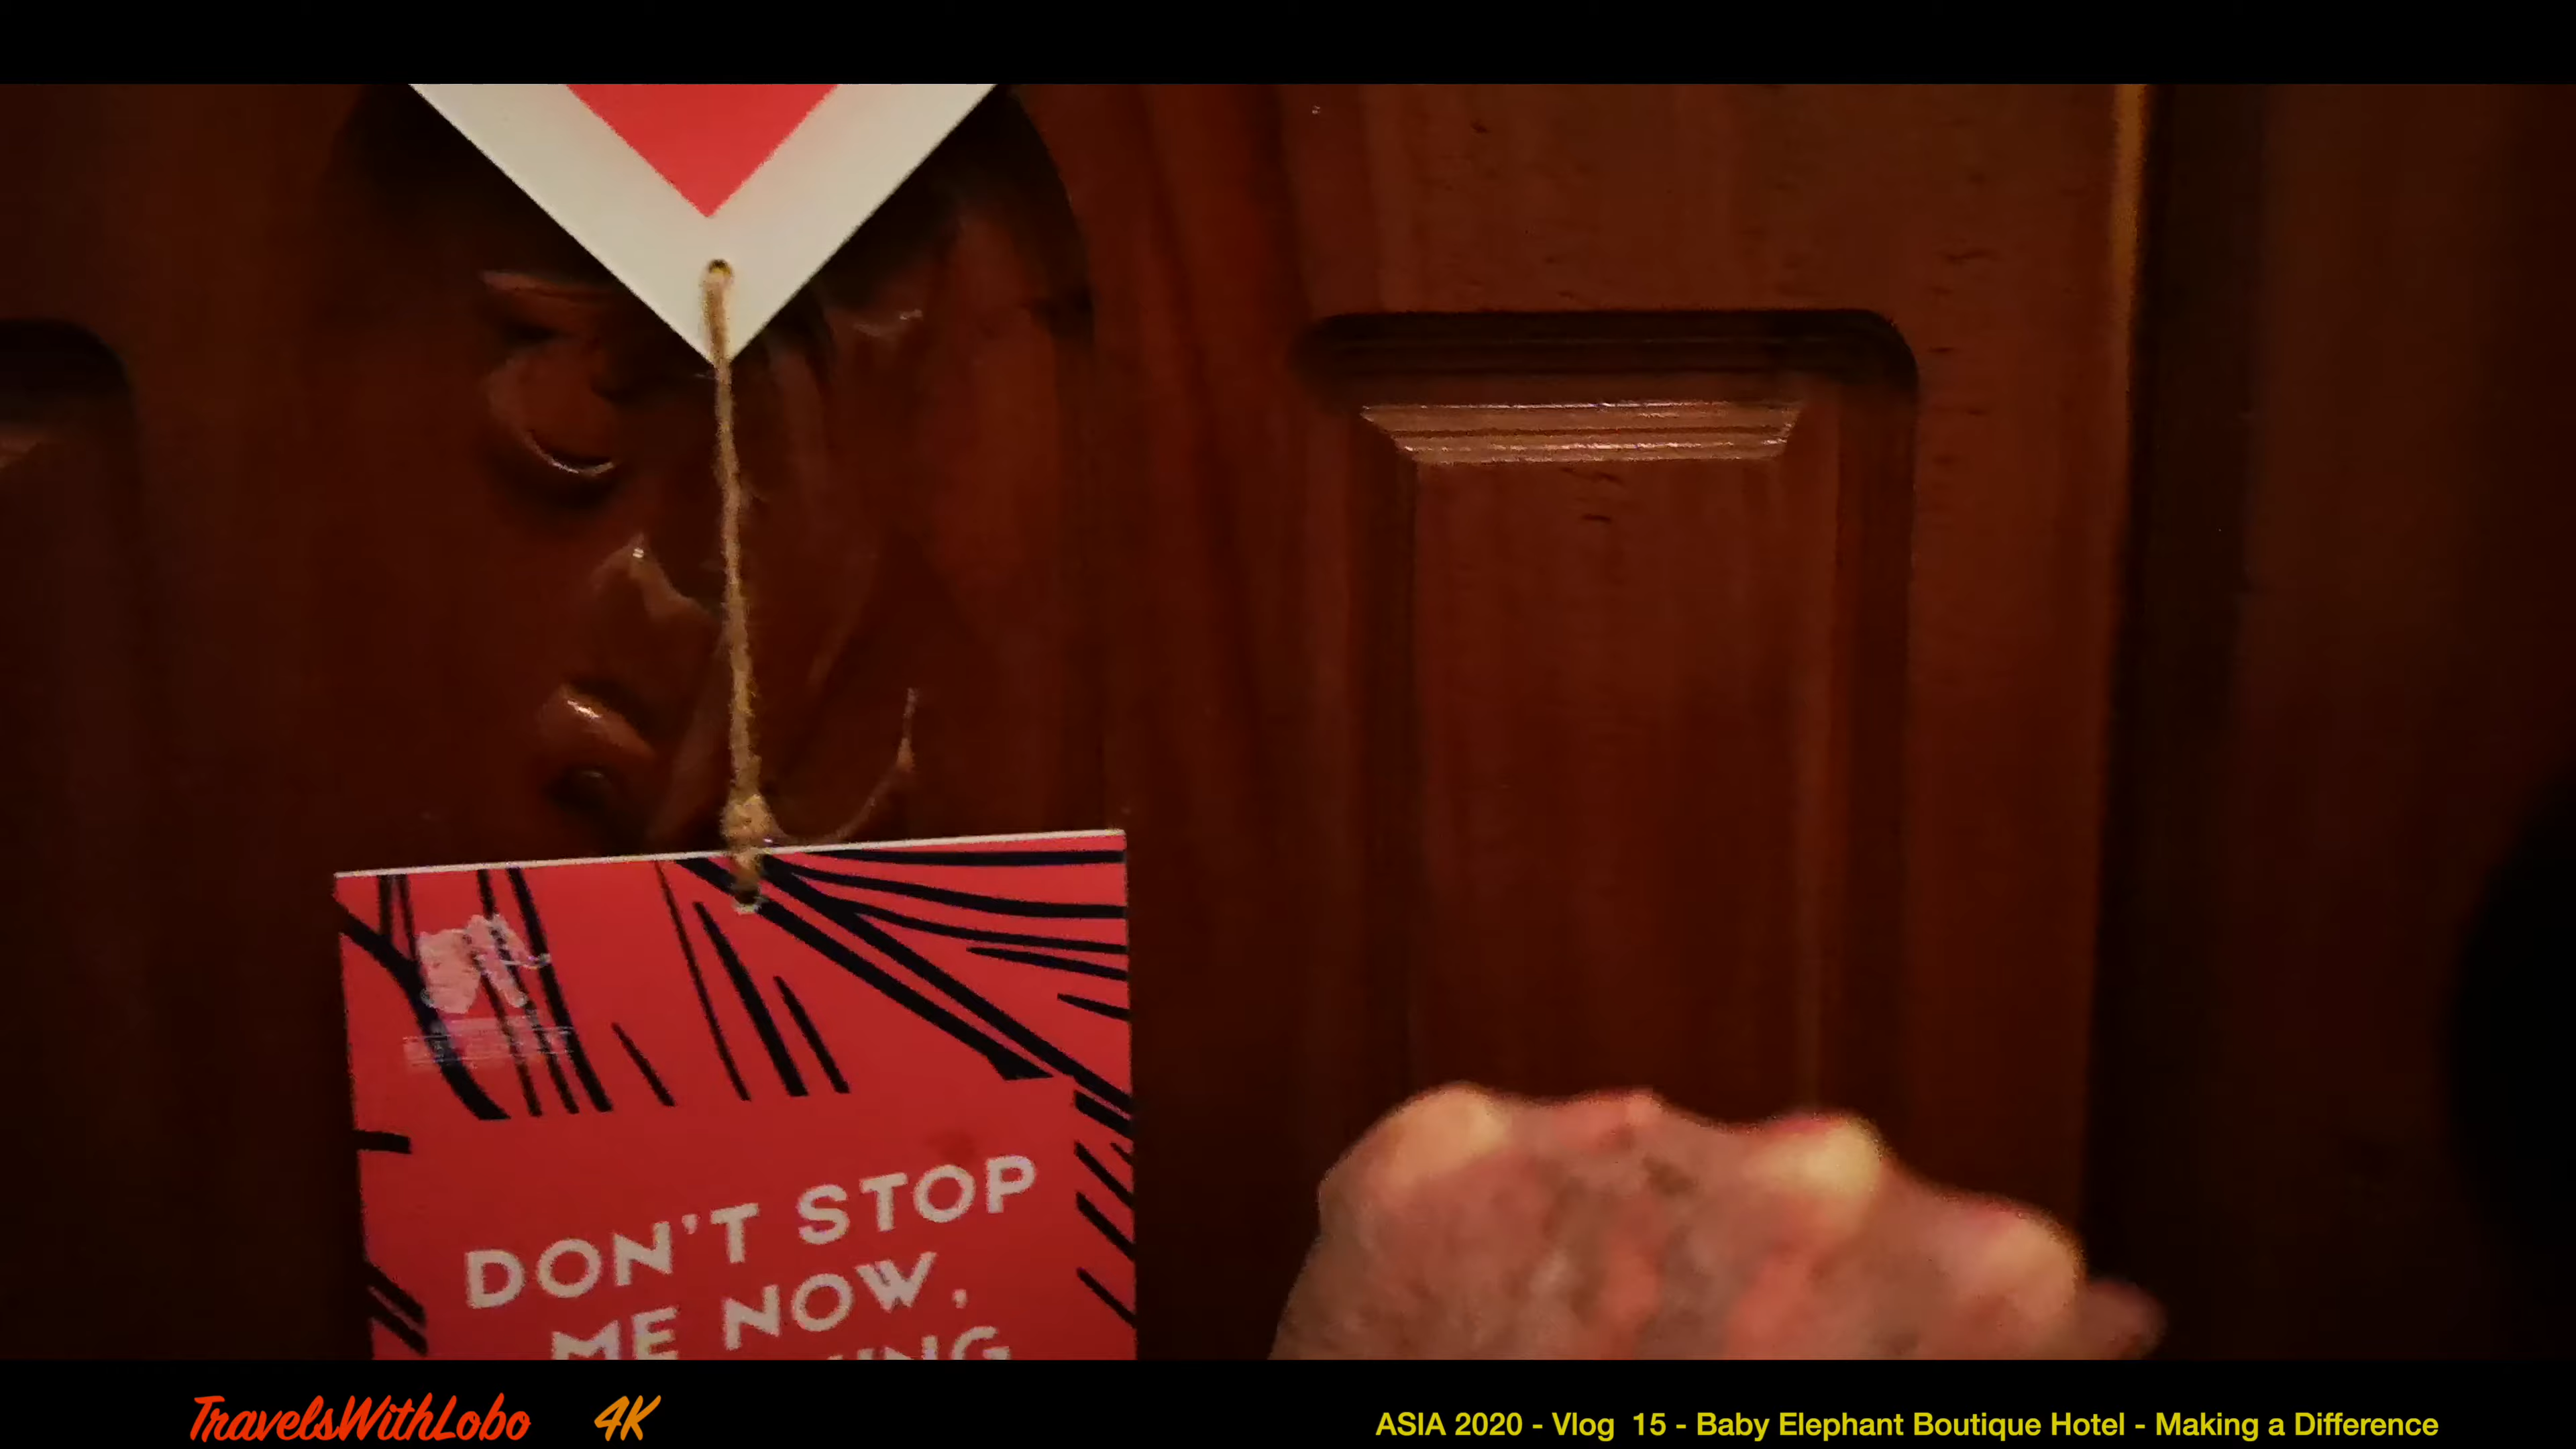 DON'T STOP
ME NOW,
TravelsWithLobo 4K
ASIA 2020 - Vlog 15 - Baby Elephant Boutique Hotel - Making a Difference